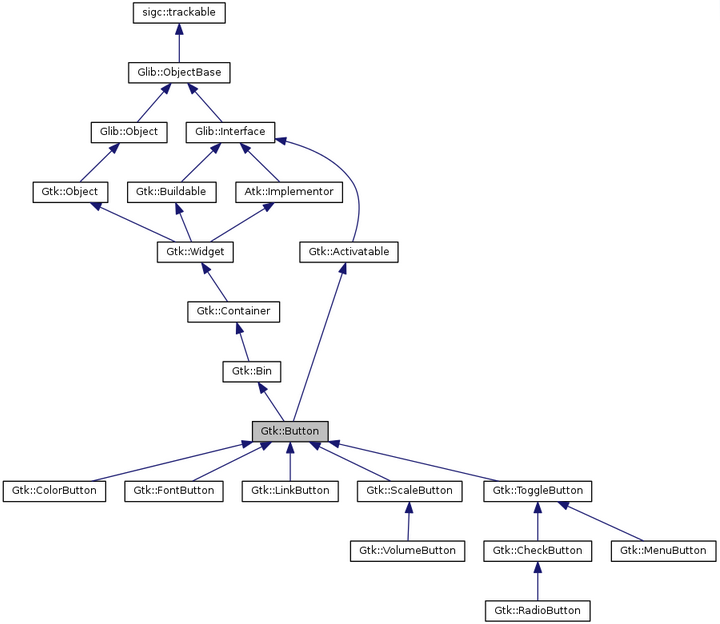 sigc::trackable
Glib::ObjectBase
Glib::Object
Glib::Interface
Gtk::Object
Gtk::Buildable
Atk::Implementor
Gtk::Widget
Gtk::Activatable
Gtk::Container
Gtk::Bin
Gtk::Button
Gtk::ColorButton
Gtk::FontButton
Gtk::LinkButton
Gtk::ScaleButton
Gtk::ToggleButton
Gtk::VolumeButton
Gtk::CheckButton
Gtk::MenuButton
Gtk::RadioButton